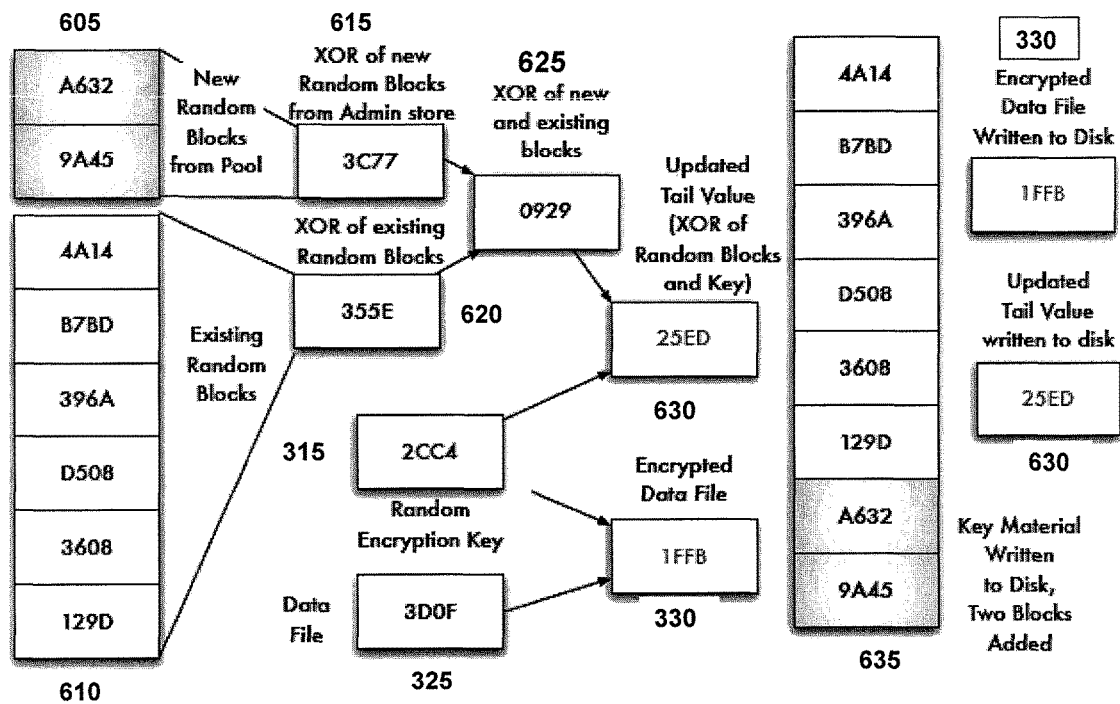 605
A632
9A45
New
Random
Blocks
from Pool
615
XOR of new
Random Blocks
from Admin store
3C77
625
XOR of new
and existing
blocks
0929
4A14
B7BD
396A
D508
3608
129D
610
Existing
Random
Blocks
XOR of existing
Random Blocks
355E
620
Updated
Tail Value
(XOR of
Random Blocks
and Key)
25ED
630
315
2CC4
Random
Encryption Key
Data
File
3D0F
325
Encrypted
Data File
1FFB
330
4A14
B7BD
396A
D508
3608
129D
A632
9A45
635
330
Encrypted
Data File
Written to Disk
1FFB
Updated
Tail Value
written to disk
25ED
630
Key Material
Written
to Disk,
Two Blocks
Added